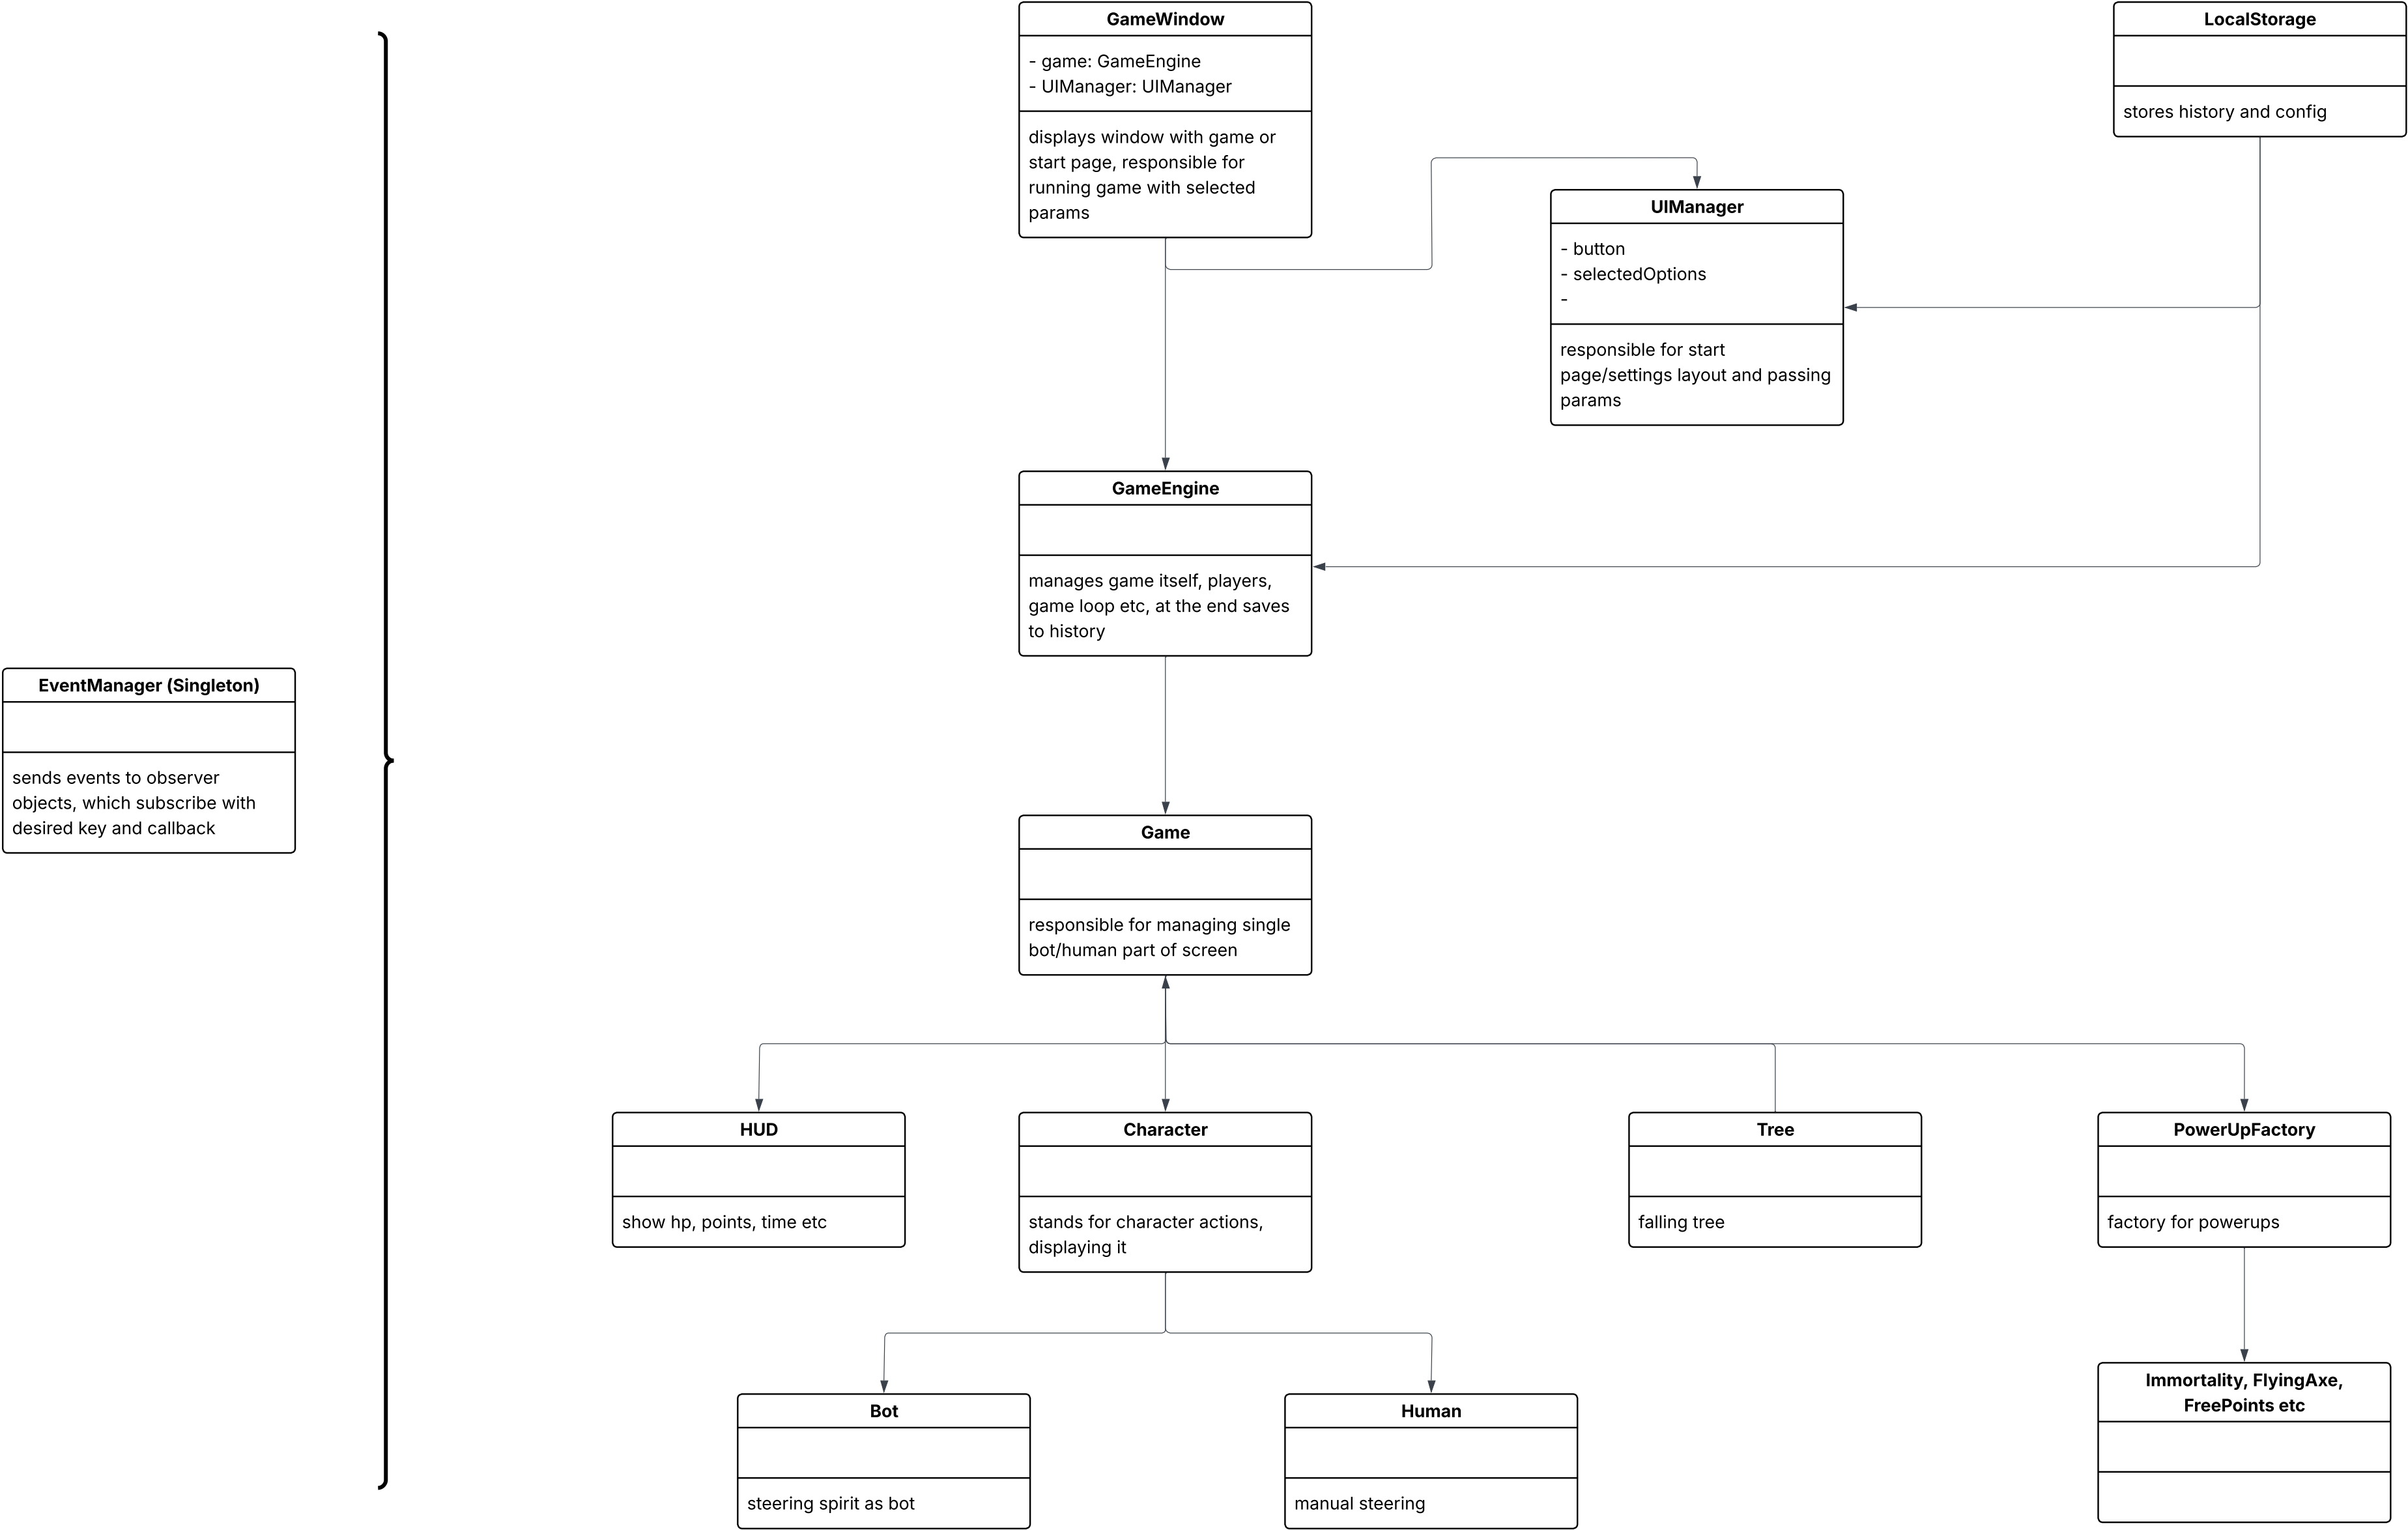 GameWindow
- game: GameEngine
- UIManager: UIManager
displays window with game or
start page, responsible for
running game with selected
params
LocalStorage
stores history and config
UIManager
- button
- selectedOptions
-
responsible for start
page/settings layout and passing
params
GameEngine
manages game itself, players,
game loop etc, at the end saves
to history
EventManager (Singleton)
sends events to observer
objects, which subscribe with
desired key and callback
Game
responsible for managing single
bot/human part of screen
HUD
show hp, points, time etc
Character
stands for character actions,
displaying it
Tree
falling tree
PowerUpFactory
factory for powerups
Bot
steering spirit as bot
Human
manual steering
Immortality, FlyingAxe,
FreePoints etc